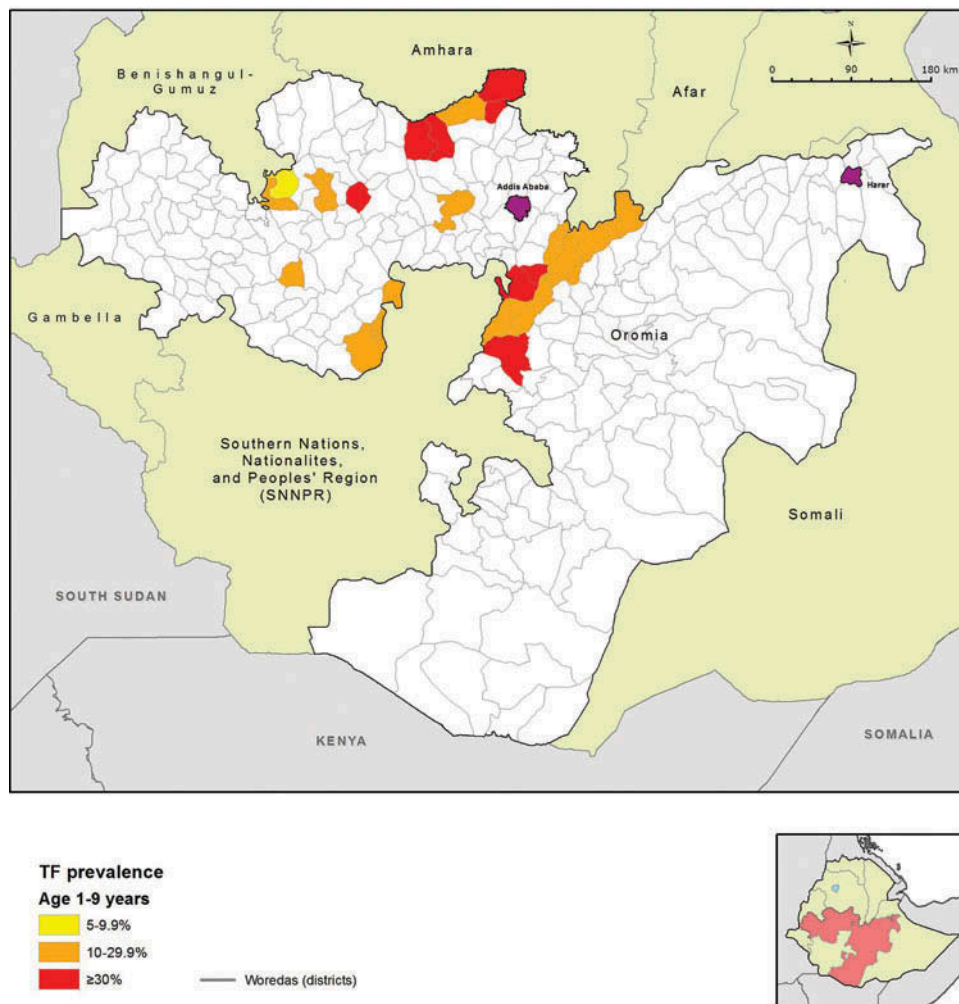 Amhara
N
Benishangul-
Gumuz
0 90 180 km
Afar
Addis Ababa
Harar
Gambella
Oromia
Southern Nations,
Nationalites,
and Peoples' Region
(SNNPR)
Somali
SOUTH SUDAN
KENYA
SOMALIA
TF prevalence
Age 1-9 years
5-9.9%
10-29.9%
≥30%
Woredas (districts)